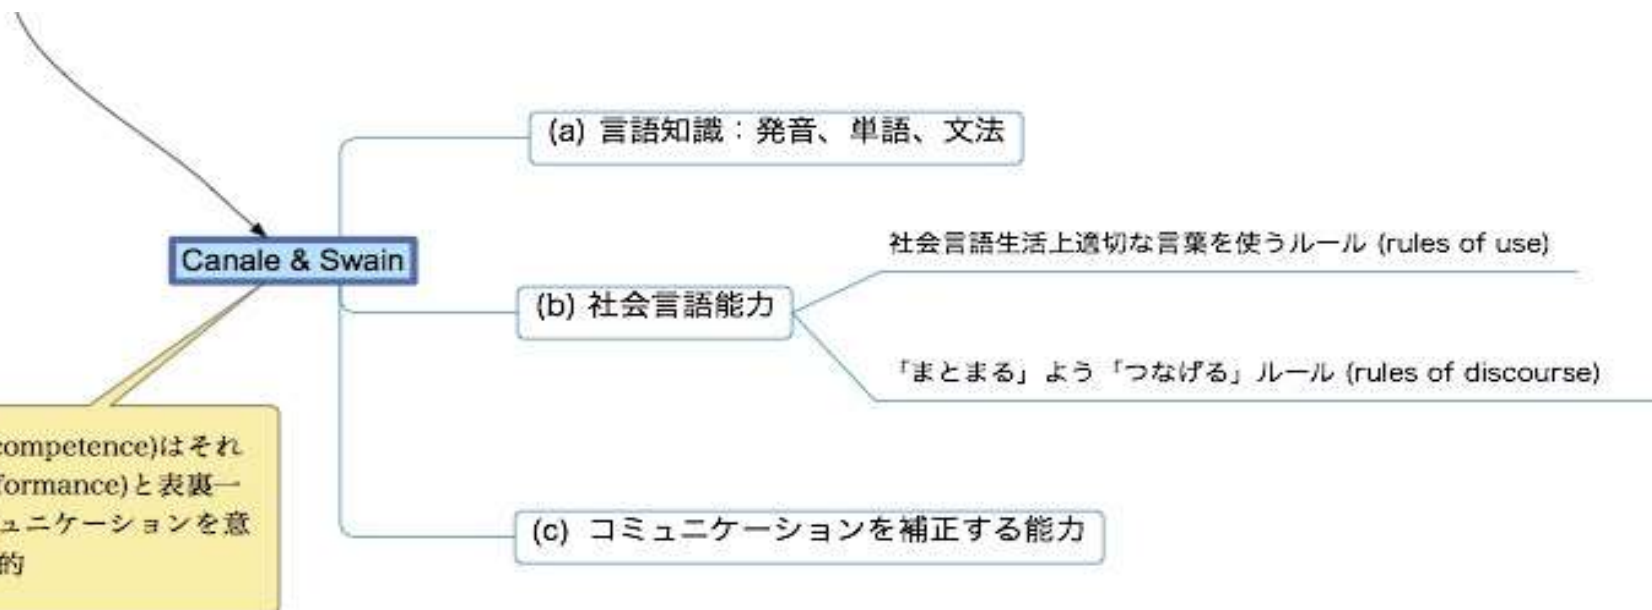 (a) 言語知識：発音、単語、文法
社会言語生活上適切な言葉を使うルール (rules of use)
Canale & Swain
(b) 社会言語能力
「まとまる」よう「つなげる」ルール (rules of discourse)
competence)はそれ
formance)と表裏一
ュニケーションを意
的
(c) コミュニケーションを補正する能力